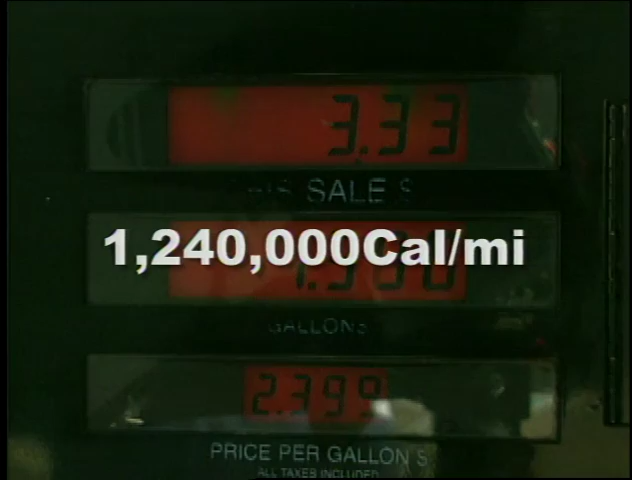 3.33
SALE $
1,240,000Cal/mi
GALLONS
2.399
PRICE PER GALLON $
ALL TAXES INCLUDED